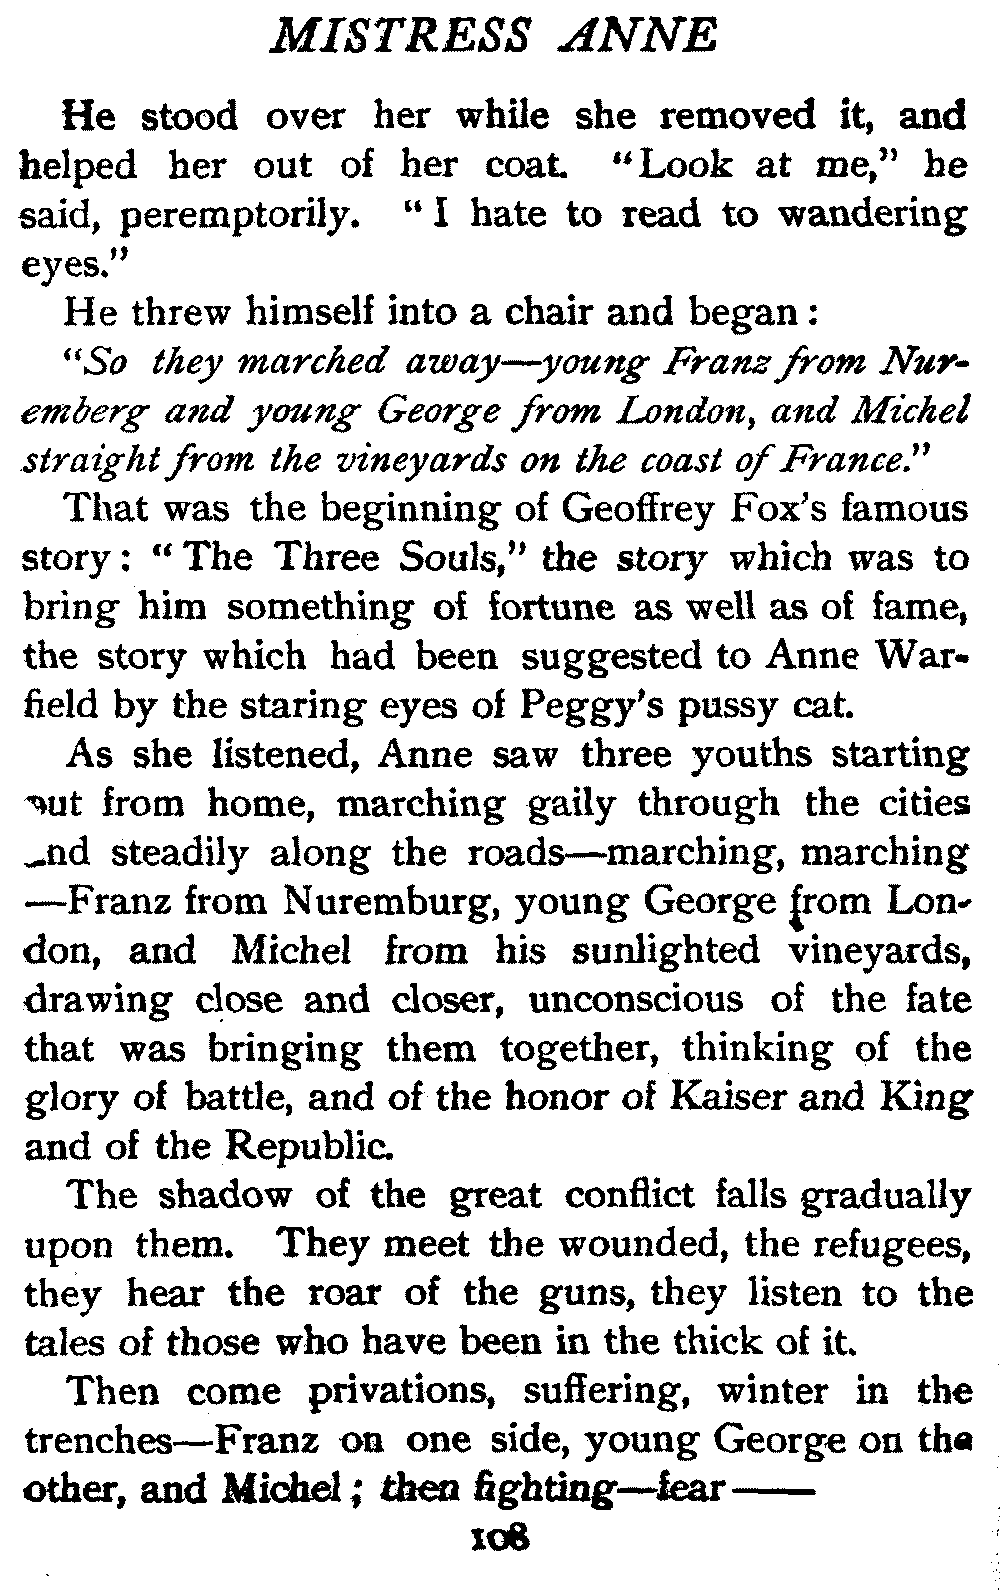 MISTRESS ANNE
He stood over her while she removed it, and
helped her out of her coat. "Look at me," he
said, peremptorily. "I hate to read to wandering
eyes."
He threw himself into a chair and began:
"So they marched away—young Franz from Nur-
emberg and young George from London, and Michel
straight from the vineyards on the coast of France."
That was the beginning of Geoffrey Fox's famous
story: "The Three Souls," the story which was to
bring him something of fortune as well as of fame,
the story which had been suggested to Anne War-
field by the staring eyes of Peggy's pussy cat.
As she listened, Anne saw three youths starting
out from home, marching gaily through the cities
and steadily along the roads—marching, marching
—Franz from Nuremburg, young George from Lon-
don, and Michel from his sunlighted vineyards,
drawing close and closer, unconscious of the fate
that was bringing them together, thinking of the
glory of battle, and of the honor of Kaiser and King
and of the Republic.
The shadow of the great conflict falls gradually
upon them. They meet the wounded, the refugees,
they hear the roar of the guns, they listen to the
tales of those who have been in the thick of it.
Then come privations, suffering, winter in the
trenches—Franz on one side, young George on the
other, and Michel; then fighting—fear——
108